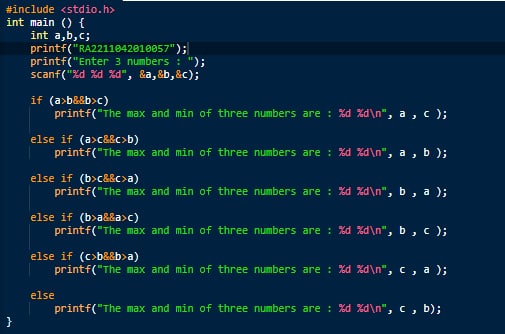 #include <stdio.h>
int main () {
    int a,b,c;
    printf("RA2211042010057");
    printf("Enter 3 numbers : ");
    scanf("%d %d %d", &a,&b,&c);
    if (a>b&&b>c)
        printf("The max and min of three numbers are : %d %d\n", a , c );
    else if (a>c&&c>b)
        printf("The max and min of three numbers are : %d %d\n", a , b );
    else if (b>c&&c>a)
        printf("The max and min of three numbers are : %d %d\n", b , a );
    else if (b>a&&a>c)
        printf("The max and min of three numbers are : %d %d\n", b , c );
    else if (c>b&&b>a)
        printf("The max and min of three numbers are : %d %d\n", c , a );
    else
        printf("The max and min of three numbers are : %d %d\n", c , b);
}